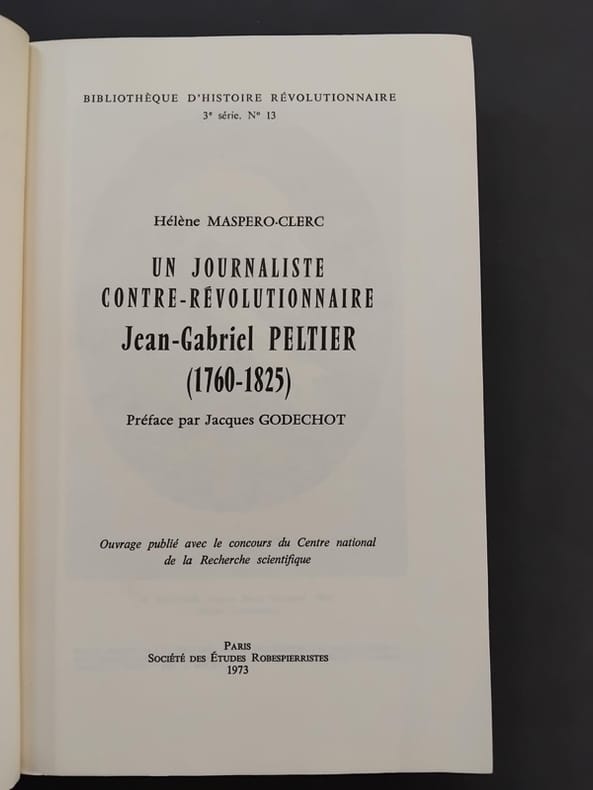 BIBLIOTHÈQUE D'HISTOIRE RÉVOLUTIONNAIRE
3e série. No 13
Hélène MASPERO-CLERC
UN JOURNALISTE
CONTRE-RÉVOLUTIONNAIRE
Jean-Gabriel PELTIER
(1760-1825)
Préface par Jacques GODECHOT
Ouvrage publié avec le concours du Centre national
de la Recherche scientifique
PARIS
SOCIÉTÉ DES ÉTUDES ROBESPIERRISTES
1973